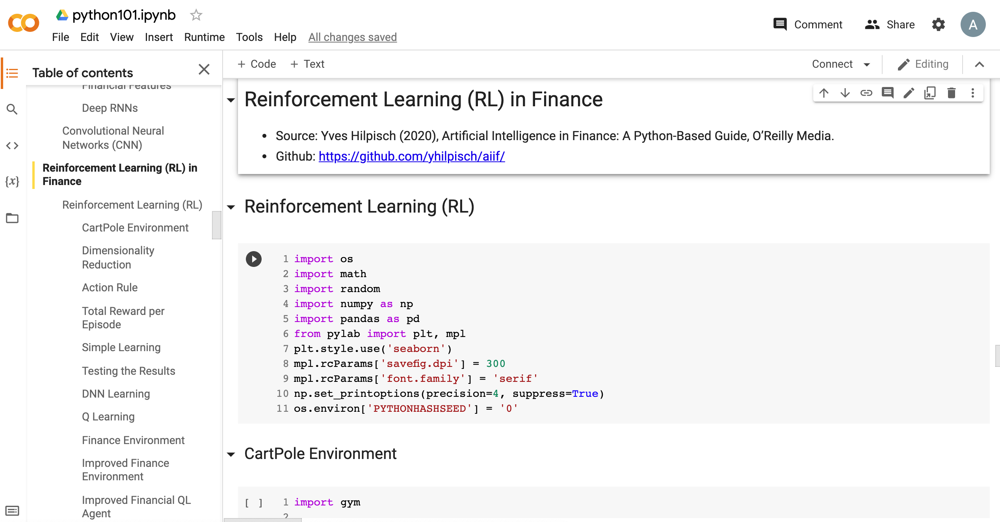 python101.ipynb
File Edit View Insert Runtime Tools Help All changes saved
Comment Share A
Table of contents
Financial Features
Deep RNNs
Convolutional Neural
Networks (CNN)
Reinforcement Learning (RL) in
Finance
Reinforcement Learning (RL)
CartPole Environment
Dimensionality
Reduction
Action Rule
Total Reward per
Episode
Simple Learning
Testing the Results
DNN Learning
Q Learning
Finance Environment
Improved Finance
Environment
Improved Financial QL
Agent
{x}
+ Code + Text
Connect Editing
Reinforcement Learning (RL) in Finance
• Source: Yves Hilpisch (2020), Artificial Intelligence in Finance: A Python-Based Guide, O’Reilly Media.
• Github: https://github.com/yhilpisch/aiif/
Reinforcement Learning (RL)
1 import os
2 import math
3 import random
4 import numpy as np
5 import pandas as pd
6 from pylab import plt, mpl
7 plt.style.use('seaborn')
8 mpl.rcParams['savefig.dpi'] = 300
9 mpl.rcParams['font.family'] = 'serif'
10 np.set_printoptions(precision=4, suppress=True)
11 os.environ['PYTHONHASHSEED'] = '0'
CartPole Environment
[ ] 1 import gym
2